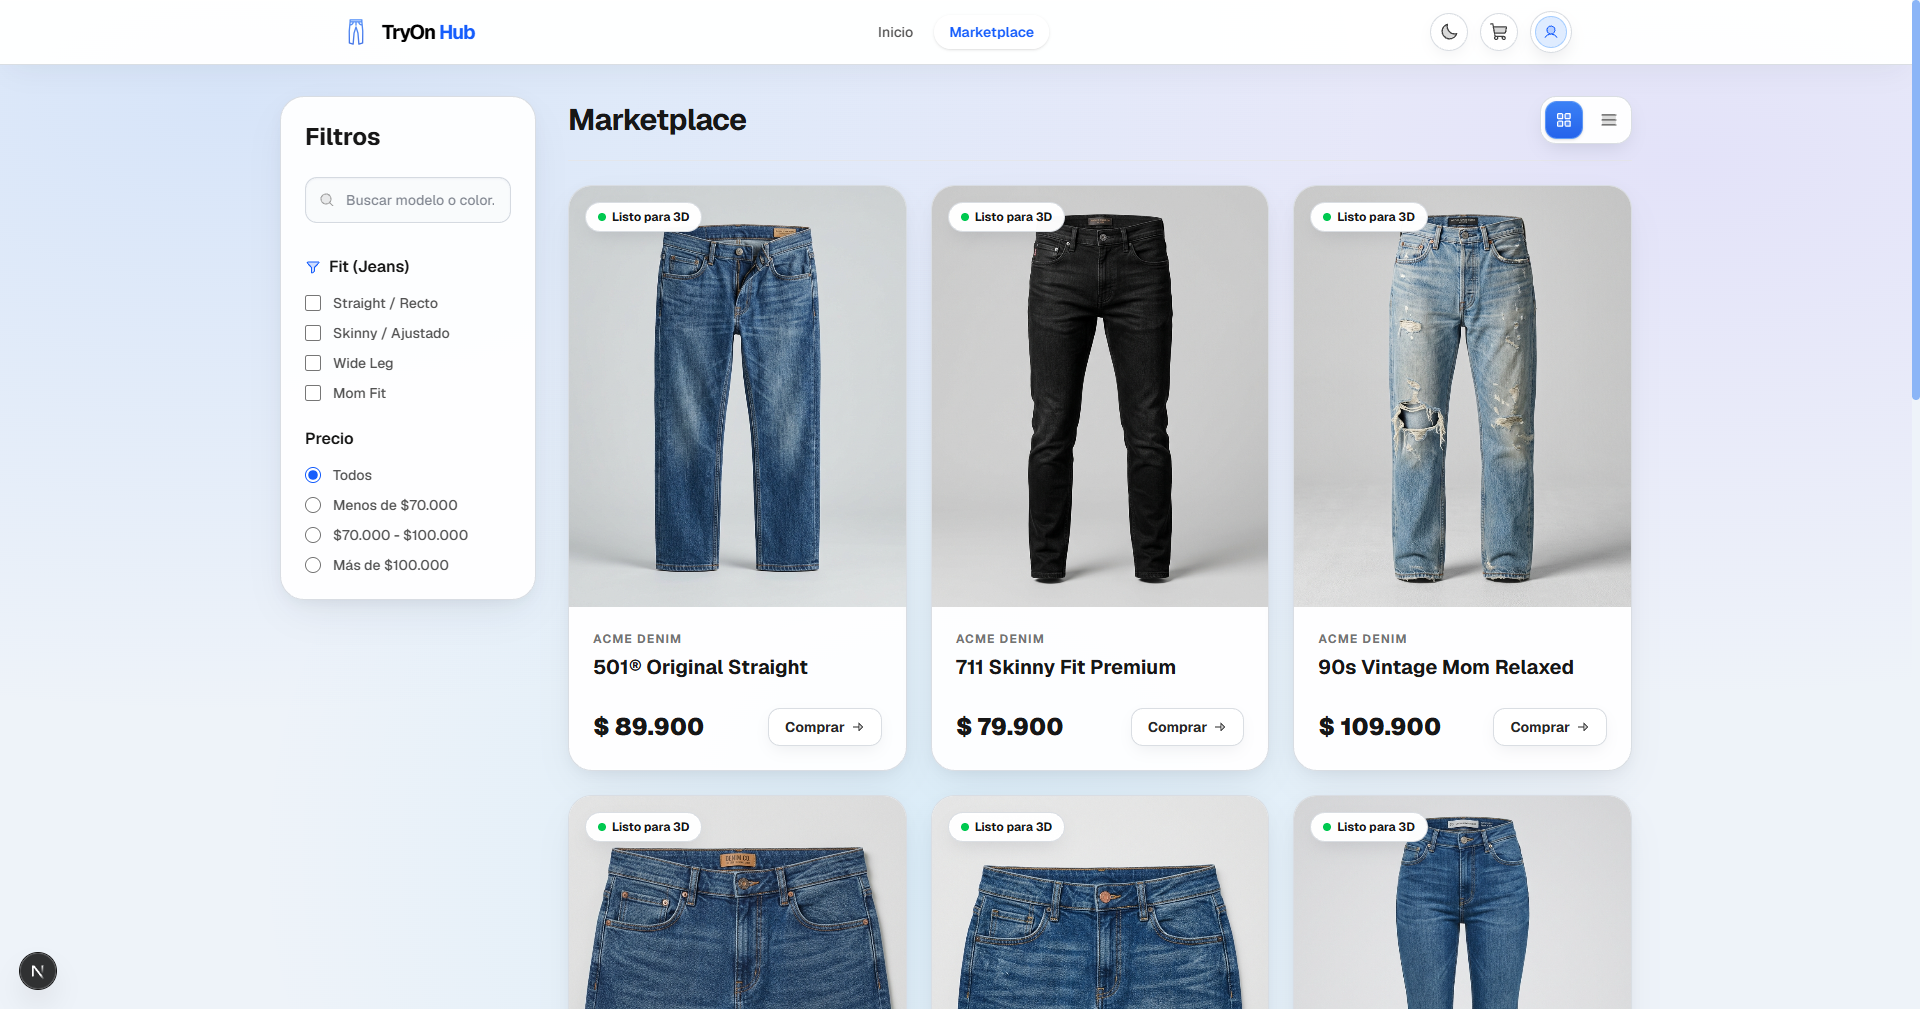 TryOn Hub
Inicio
Marketplace
Filtros
Buscar modelo o color.
Fit (Jeans)
Straight / Recto
Skinny / Ajustado
Wide Leg
Mom Fit
Precio
Todos
Menos de $70.000
$70.000 - $100.000
Más de $100.000
Marketplace
Listo para 3D
ACME DENIM
501® Original Straight
$ 89.900
Comprar
Listo para 3D
ACME DENIM
711 Skinny Fit Premium
$ 79.900
Comprar
Listo para 3D
ACME DENIM
90s Vintage Mom Relaxed
$ 109.900
Comprar
Listo para 3D
Listo para 3D
Listo para 3D
N